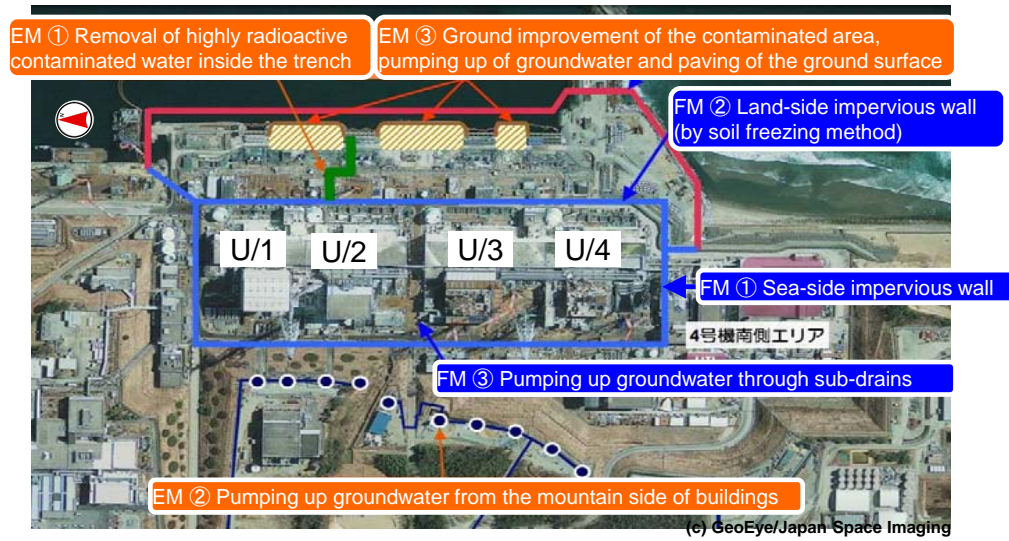 EM ① Removal of highly radioactive
contaminated water inside the trench
EM ③ Ground improvement of the contaminated area,
pumping up of groundwater and paving of the ground surface
FM ② Land-side impervious wall
(by soil freezing method)
U/1
U/2
U/3
U/4
FM ① Sea-side impervious wall
4号機南側エリア
FM ③ Pumping up groundwater through sub-drains
EM ② Pumping up groundwater from the mountain side of buildings
(c) GeoEye/Japan Space Imaging